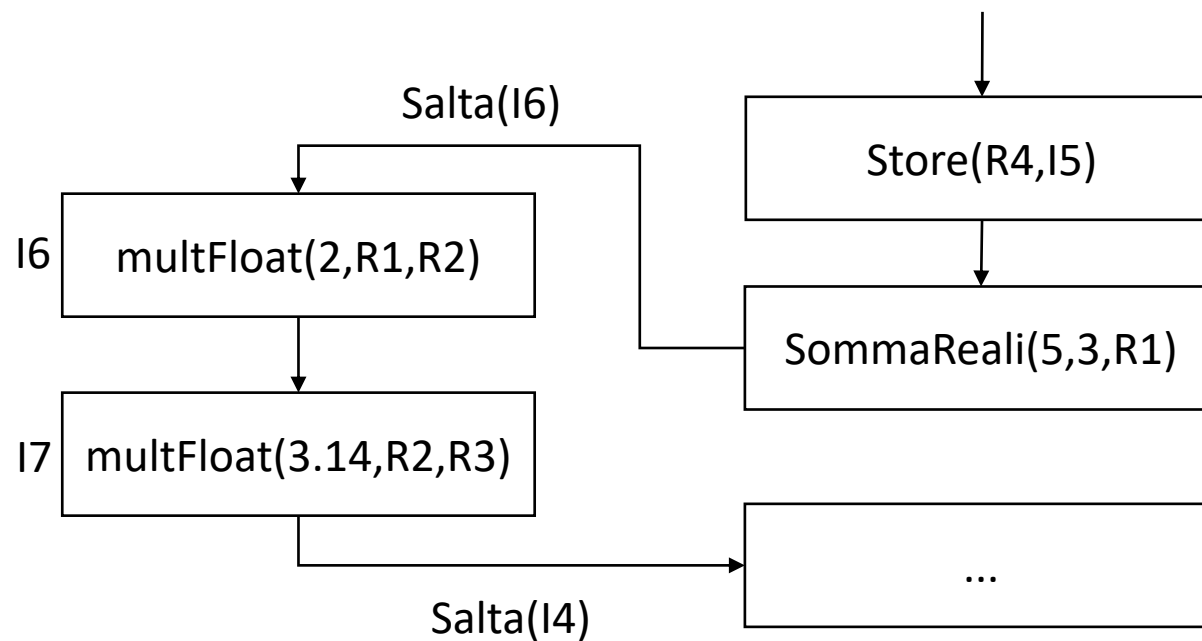 Salta(I6)
Store(R4,I5)
I6
multFloat(2,R1,R2)
SommaReali(5,3,R1)
I7
multFloat(3.14,R2,R3)
...
Salta(I4)